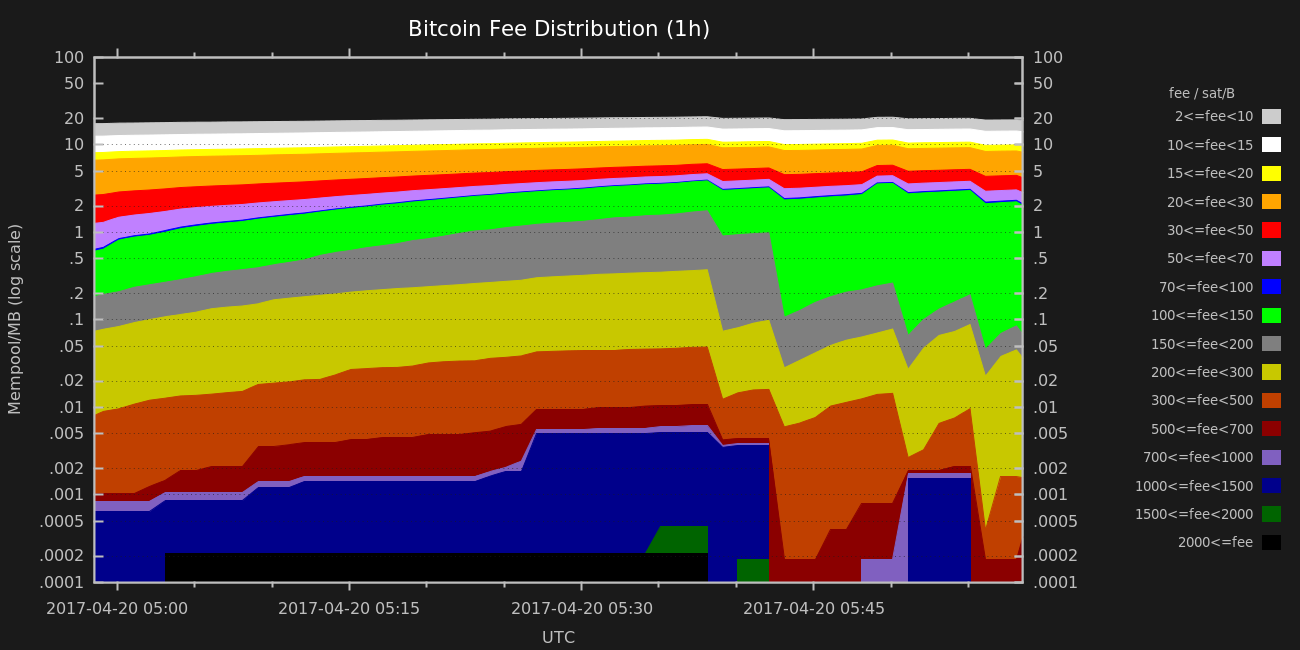 Bitcoin Fee Distribution (1h)
Mempool/MB (log scale)
100
50
20
10
5
2
1
.5
.2
.1
.05
.02
.01
.005
.002
.001
.0005
.0002
.0001
100
50
20
10
5
2
1
.5
.2
.1
.05
.02
.01
.005
.002
.001
.0005
.0002
.0001
2017-04-20 05:00
2017-04-20 05:15
2017-04-20 05:30
2017-04-20 05:45
UTC
fee / sat/B
2<=fee<10
10<=fee<15
15<=fee<20
20<=fee<30
30<=fee<50
50<=fee<70
70<=fee<100
100<=fee<150
150<=fee<200
200<=fee<300
300<=fee<500
500<=fee<700
700<=fee<1000
1000<=fee<1500
1500<=fee<2000
2000<=fee